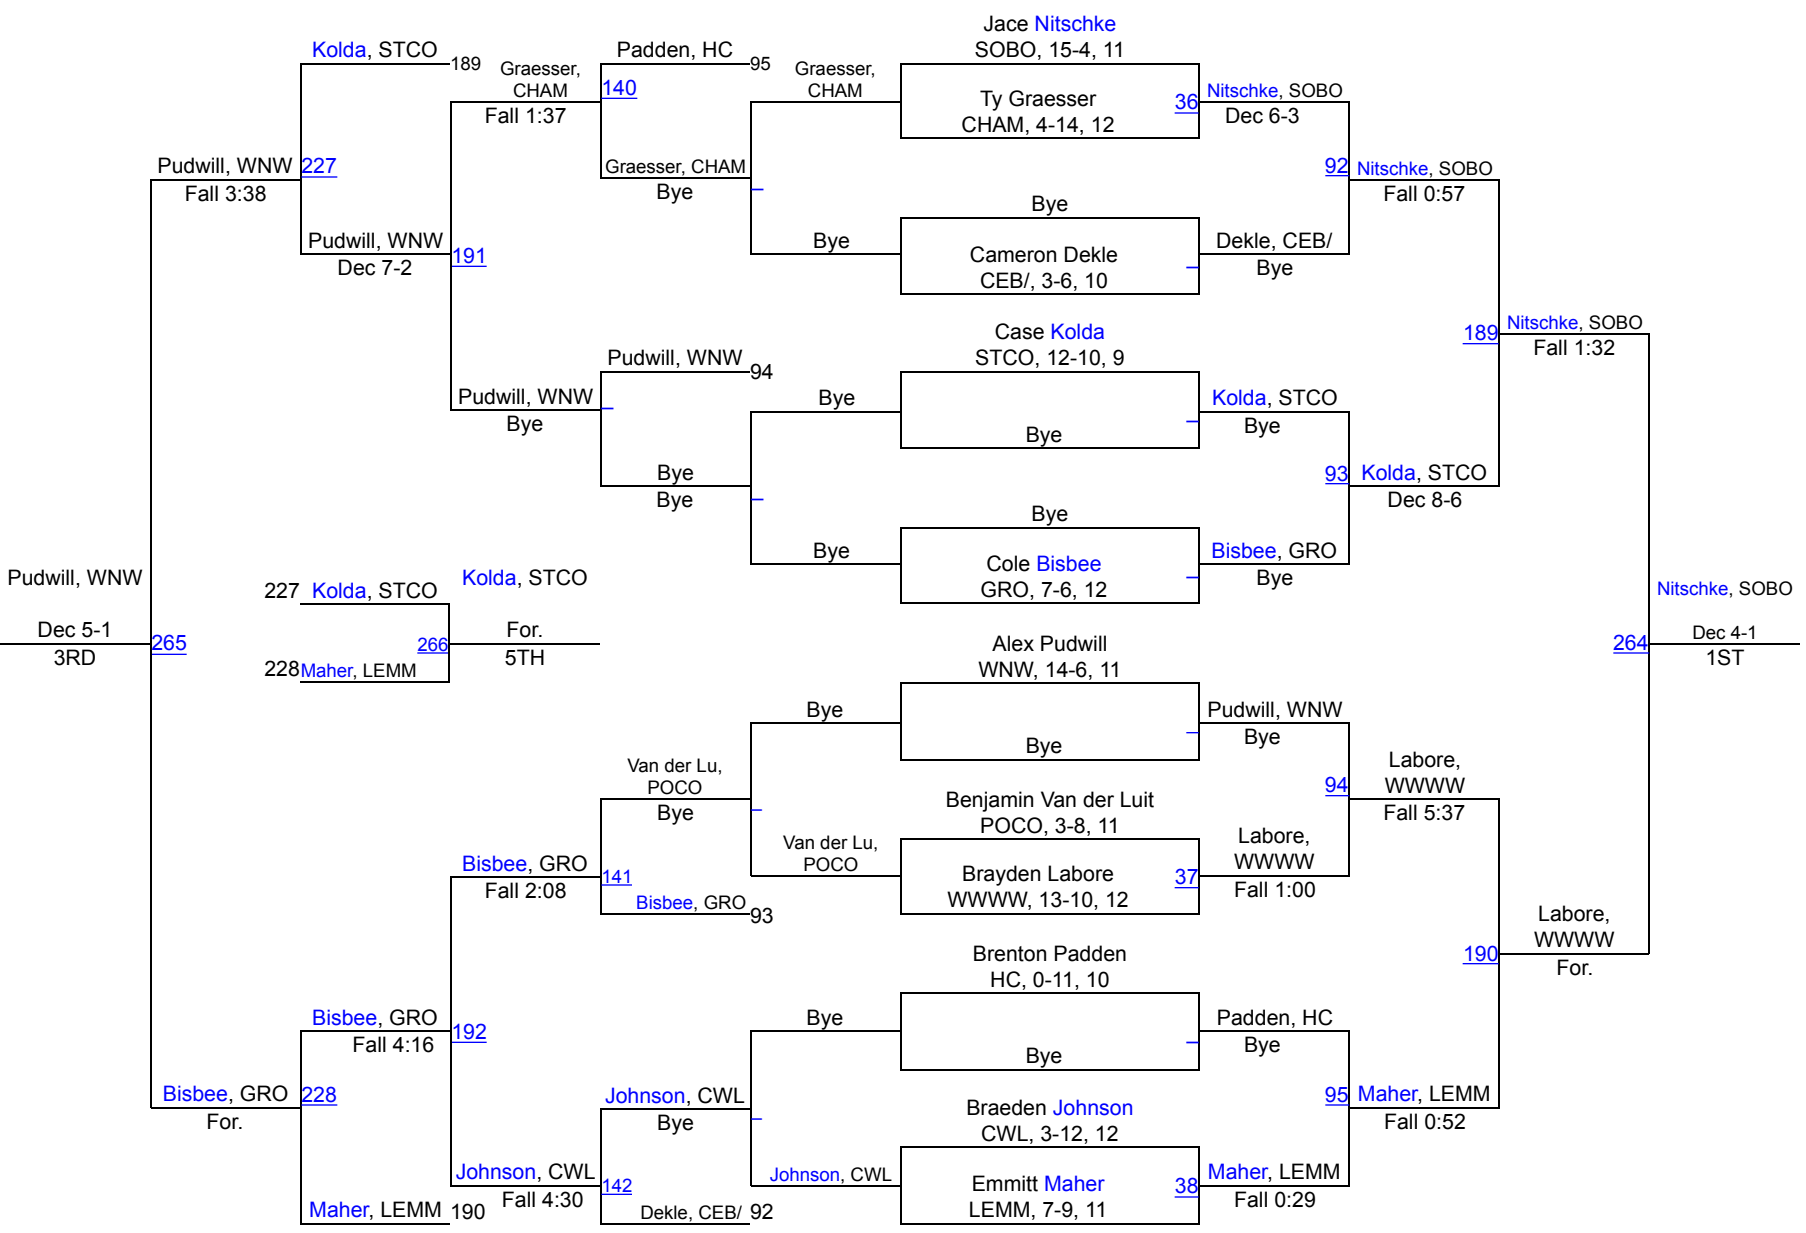 Jace Nitschke
SOBO, 15-4, 11
Kolda, STCO
189
Graesser,
CHAM
Fall 1:37
Padden, HC
95
140
Graesser,
CHAM
Ty Graesser
CHAM, 4-14, 12
36
Nitschke, SOBO
Dec 6-3
Pudwill, WNW
Fall 3:38
227
Graesser, CHAM
Bye
92
Nitschke, SOBO
Fall 0:57
Bye
Pudwill, WNW
Dec 7-2
191
Bye
Cameron Dekle
CEB/, 3-6, 10
Dekle, CEB/
Bye
Case Kolda
STCO, 12-10, 9
189
Nitschke, SOBO
Fall 1:32
Pudwill, WNW
94
Pudwill, WNW
Bye
Bye
Bye
Kolda, STCO
Bye
Bye
Bye
93
Kolda, STCO
Dec 8-6
Bye
Bye
Cole Bisbee
GRO, 7-6, 12
Bisbee, GRO
Bye
Pudwill, WNW
Dec 5-1
3RD
265
227
Kolda, STCO
Kolda, STCO
266
For.
5TH
228
Maher, LEMM
Nitschke, SOBO
264
Dec 4-1
1ST
Alex Pudwill
WNW, 14-6, 11
Bye
Bye
Pudwill, WNW
Bye
Van der Lu,
POCO
Bye
94
Labore,
WWWW
Fall 5:37
Benjamin Van der Luit
POCO, 3-8, 11
Van der Lu,
POCO
Brayden Labore
WWWW, 13-10, 12
37
Labore,
WWWW
Fall 1:00
Bisbee, GRO
Fall 2:08
141
Bisbee, GRO
93
Labore,
WWWW
For.
190
Brenton Padden
HC, 0-11, 10
Bisbee, GRO
Fall 4:16
192
Bye
Bye
Padden, HC
Bye
Bisbee, GRO
For.
228
Johnson, CWL
Bye
95
Maher, LEMM
Fall 0:52
Braeden Johnson
CWL, 3-12, 12
Johnson, CWL
Fall 4:30
142
Johnson, CWL
Emmitt Maher
LEMM, 7-9, 11
38
Maher, LEMM
Fall 0:29
Maher, LEMM
190
Dekle, CEB/
92